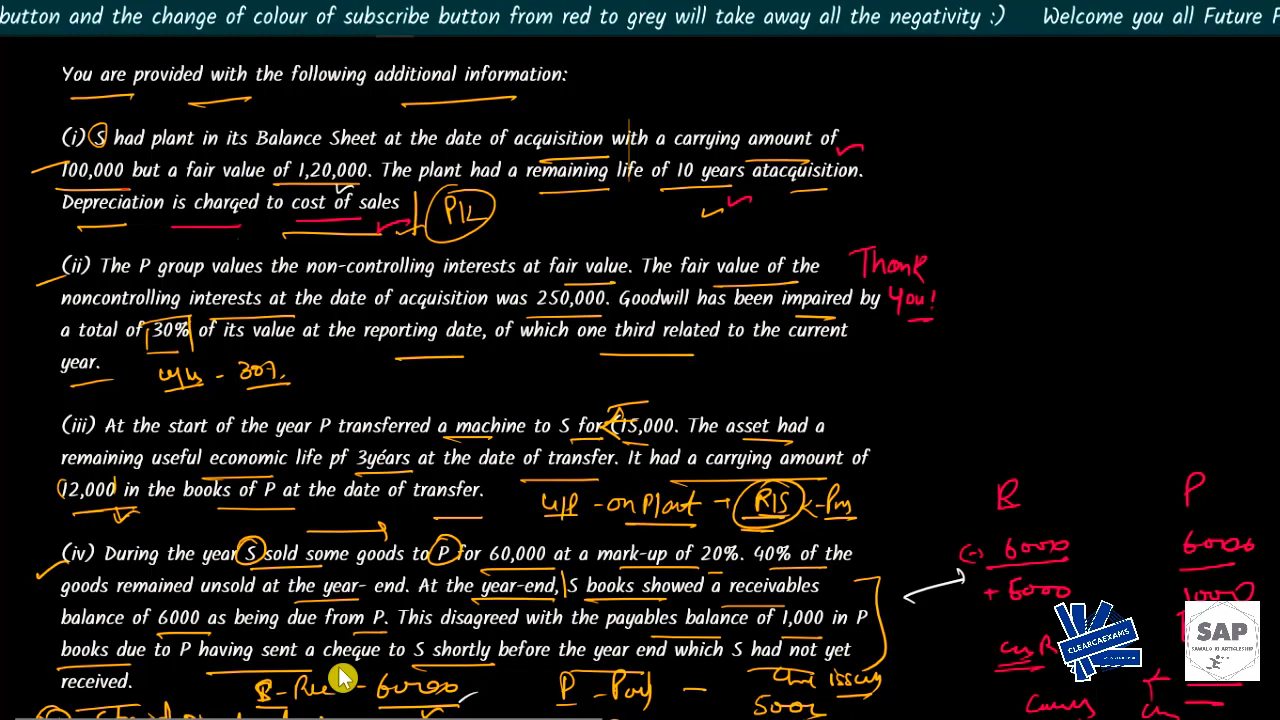 button and the change of colour of subscribe button from red to grey will take away all the negativity :) Welcome you all Future F
You are provided with the following additional information:
(i) S had plant in its Balance Sheet at the date of acquisition with a carrying amount of
100,000 but a fair value of 1,20,000. The plant had a remaining life of 10 years atacquisition.
Depreciation is charged to cost of sales
P/L
(ii) The P group values the non-controlling interests at fair value. The fair value of the
noncontrolling interests at the date of acquisition was 250,000. Goodwill has been impaired by
a total of 30% of its value at the reporting date, of which one third related to the current
year.
Thank
You!
- 30%
(iii) At the start of the year P transferred a machine to S for 15,000. The asset had a
remaining useful economic life pf 3years at the date of transfer. It had a carrying amount of
12,000 in the books of P at the date of transfer.
U/P - on Plant → R/S
(iv) During the year S sold some goods to P for 60,000 at a mark-up of 20%. 40% of the
goods remained unsold at the year- end. At the year-end, S books showed a receivables
balance of 6000 as being due from P. This disagreed with the payables balance of 1,000 in P
books due to P having sent a cheque to S shortly before the year end which S had not yet
received.
B P
(-) 6000 6000
+ 6000 1000
P - Pay -
CLEARCAEXAMS
SAP
SAWALO KI ARTICLESHIP